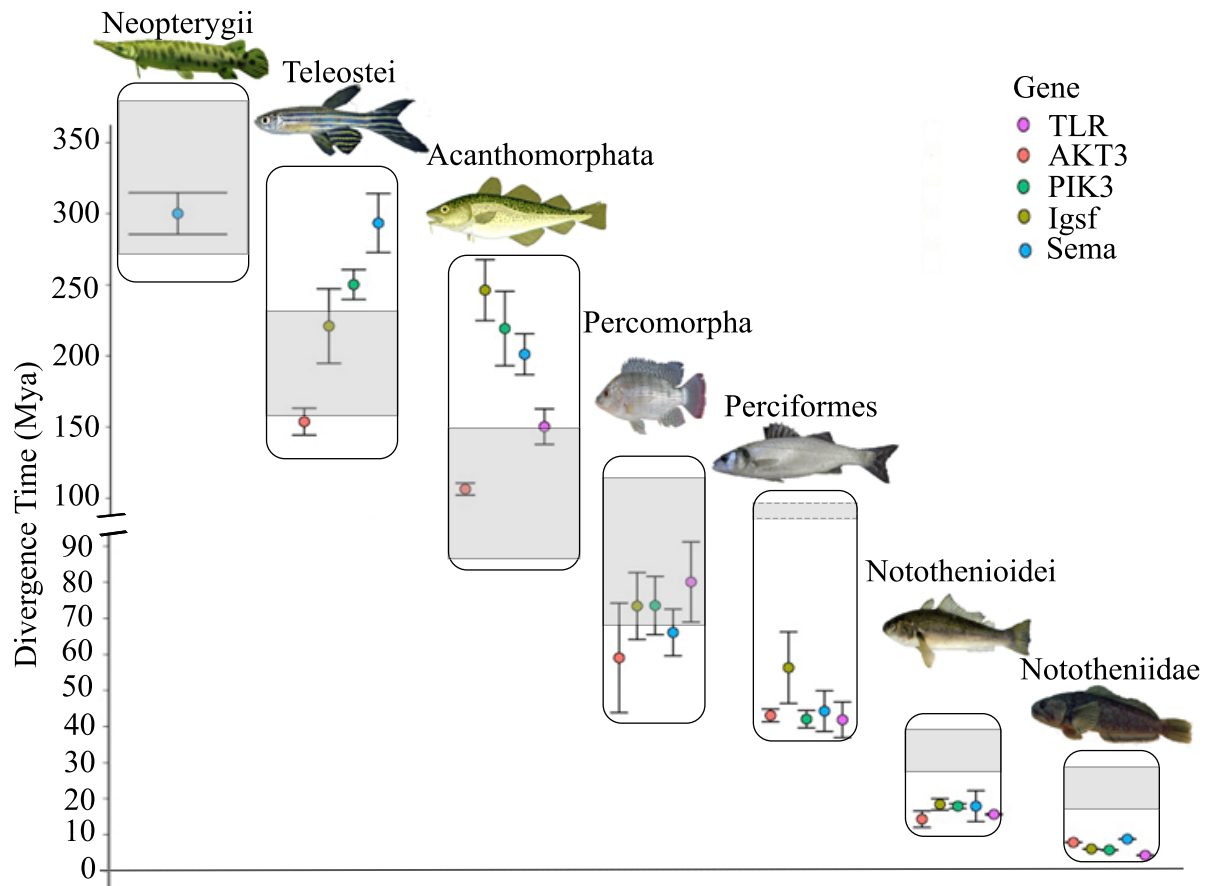 Neopterygii
Teleostei
Acanthomorphata
Percomorpha
Perciformes
Notothenioidei
Nototheniidae
Gene
TLR
AKT3
PIK3
Igsf
Sema
Divergence Time (Mya)
350
300
250
200
150
100
90
80
70
60
50
40
30
20
10
0